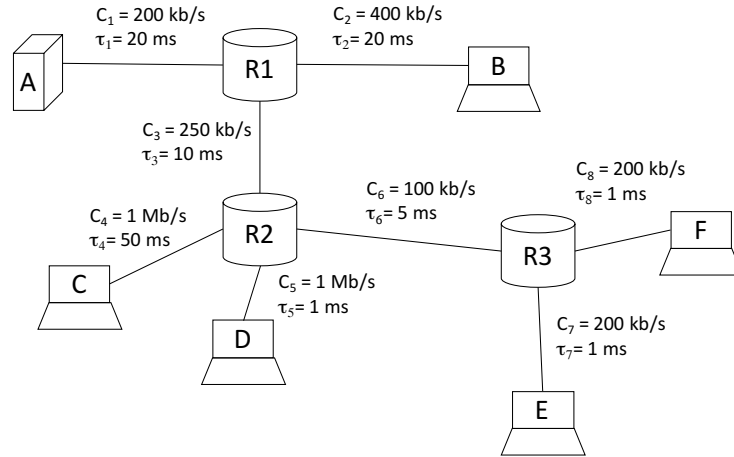 C₁ = 200 kb/s
τ₁= 20 ms
C₂ = 400 kb/s
τ₂= 20 ms
A
R1
B
C₃ = 250 kb/s
τ₃= 10 ms
C₆ = 100 kb/s
τ₆= 5 ms
C₈ = 200 kb/s
τ₈= 1 ms
C₄ = 1 Mb/s
τ₄= 50 ms
R2
R3
F
C
C₅ = 1 Mb/s
τ₅= 1 ms
D
C₇ = 200 kb/s
τ₇= 1 ms
E